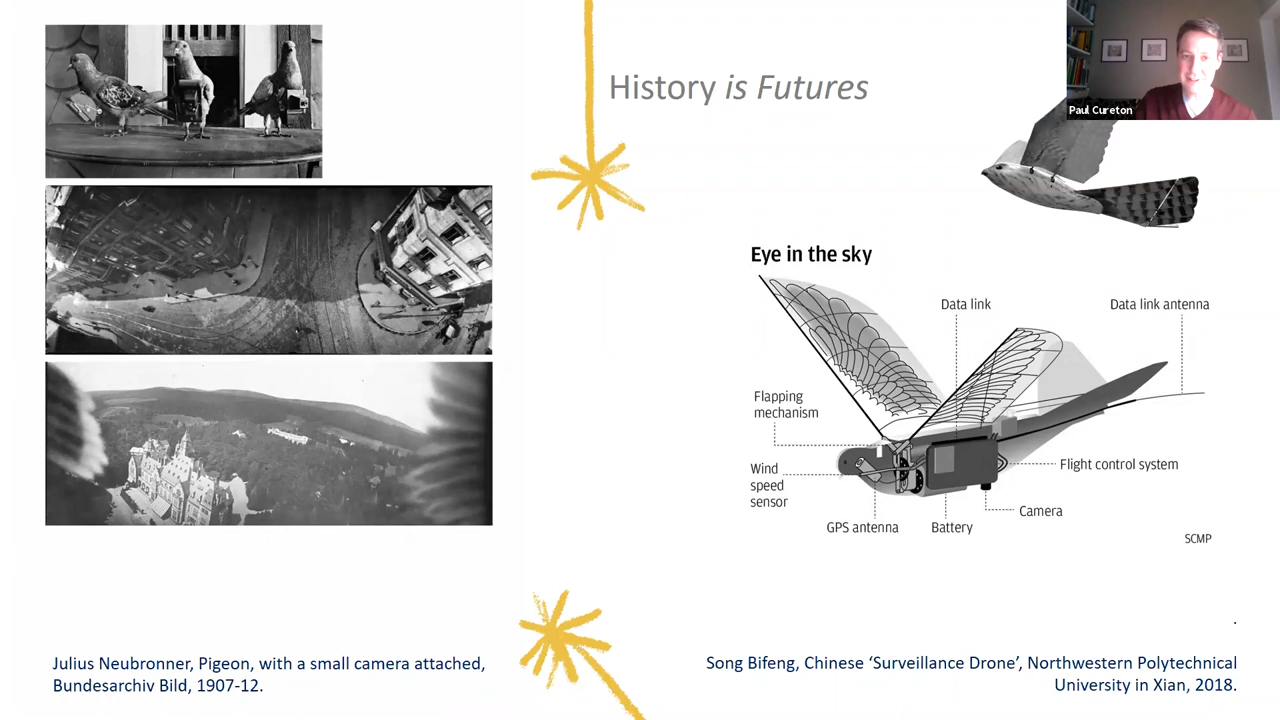 History is Futures
Paul Cureton
Eye in the sky
Data link
Data link antenna
Flapping
mechanism
Wind
speed
sensor
Flight control system
Camera
GPS antenna
Battery
SCMP
.
Julius Neubronner, Pigeon, with a small camera attached,
Bundesarchiv Bild, 1907-12.
Song Bifeng, Chinese ‘Surveillance Drone’, Northwestern Polytechnical
University in Xian, 2018.